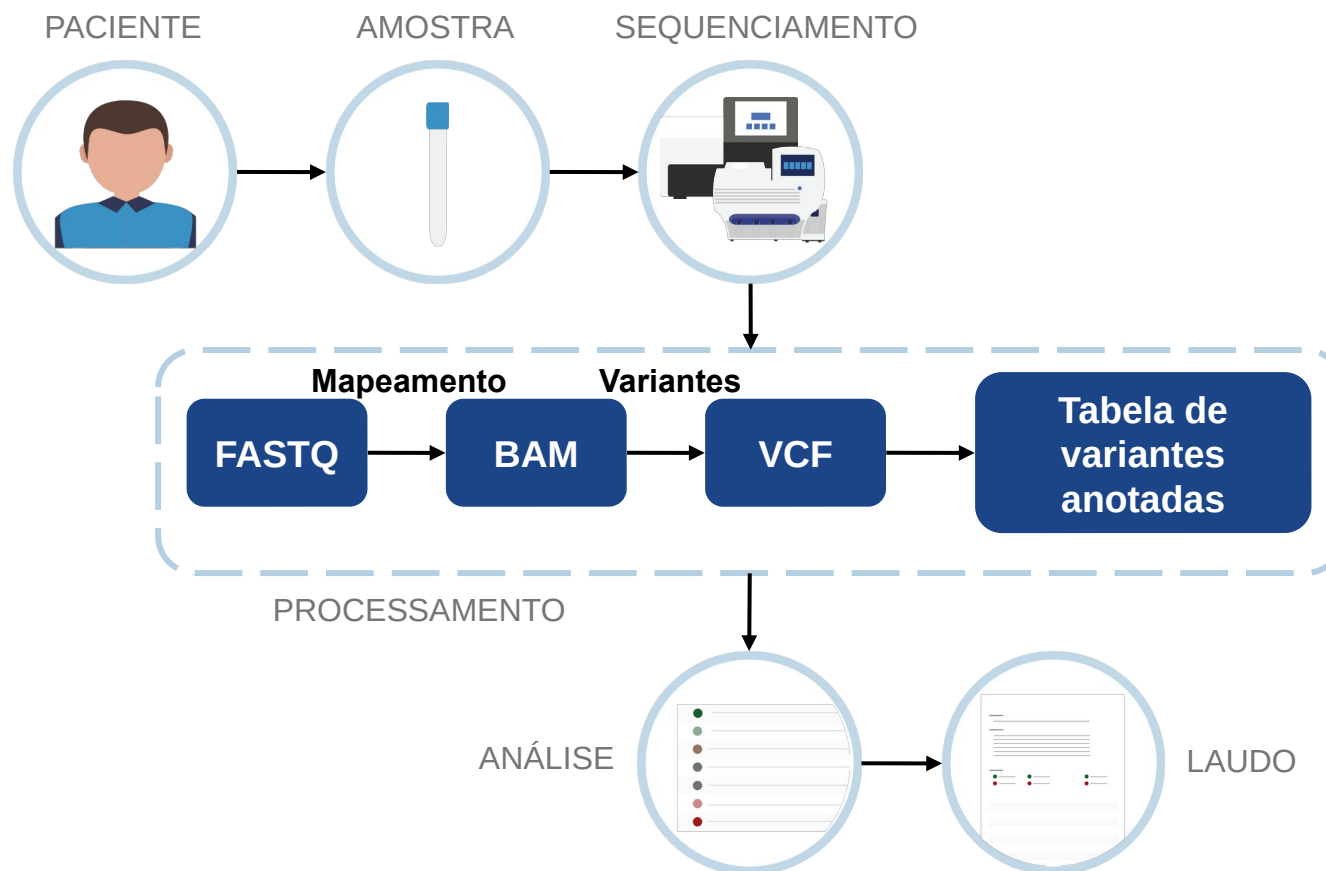 PACIENTE
AMOSTRA
SEQUENCIAMENTO
Mapeamento
Variantes
FASTQ
BAM
VCF
Tabela de
variantes
anotadas
PROCESSAMENTO
ANÁLISE
LAUDO